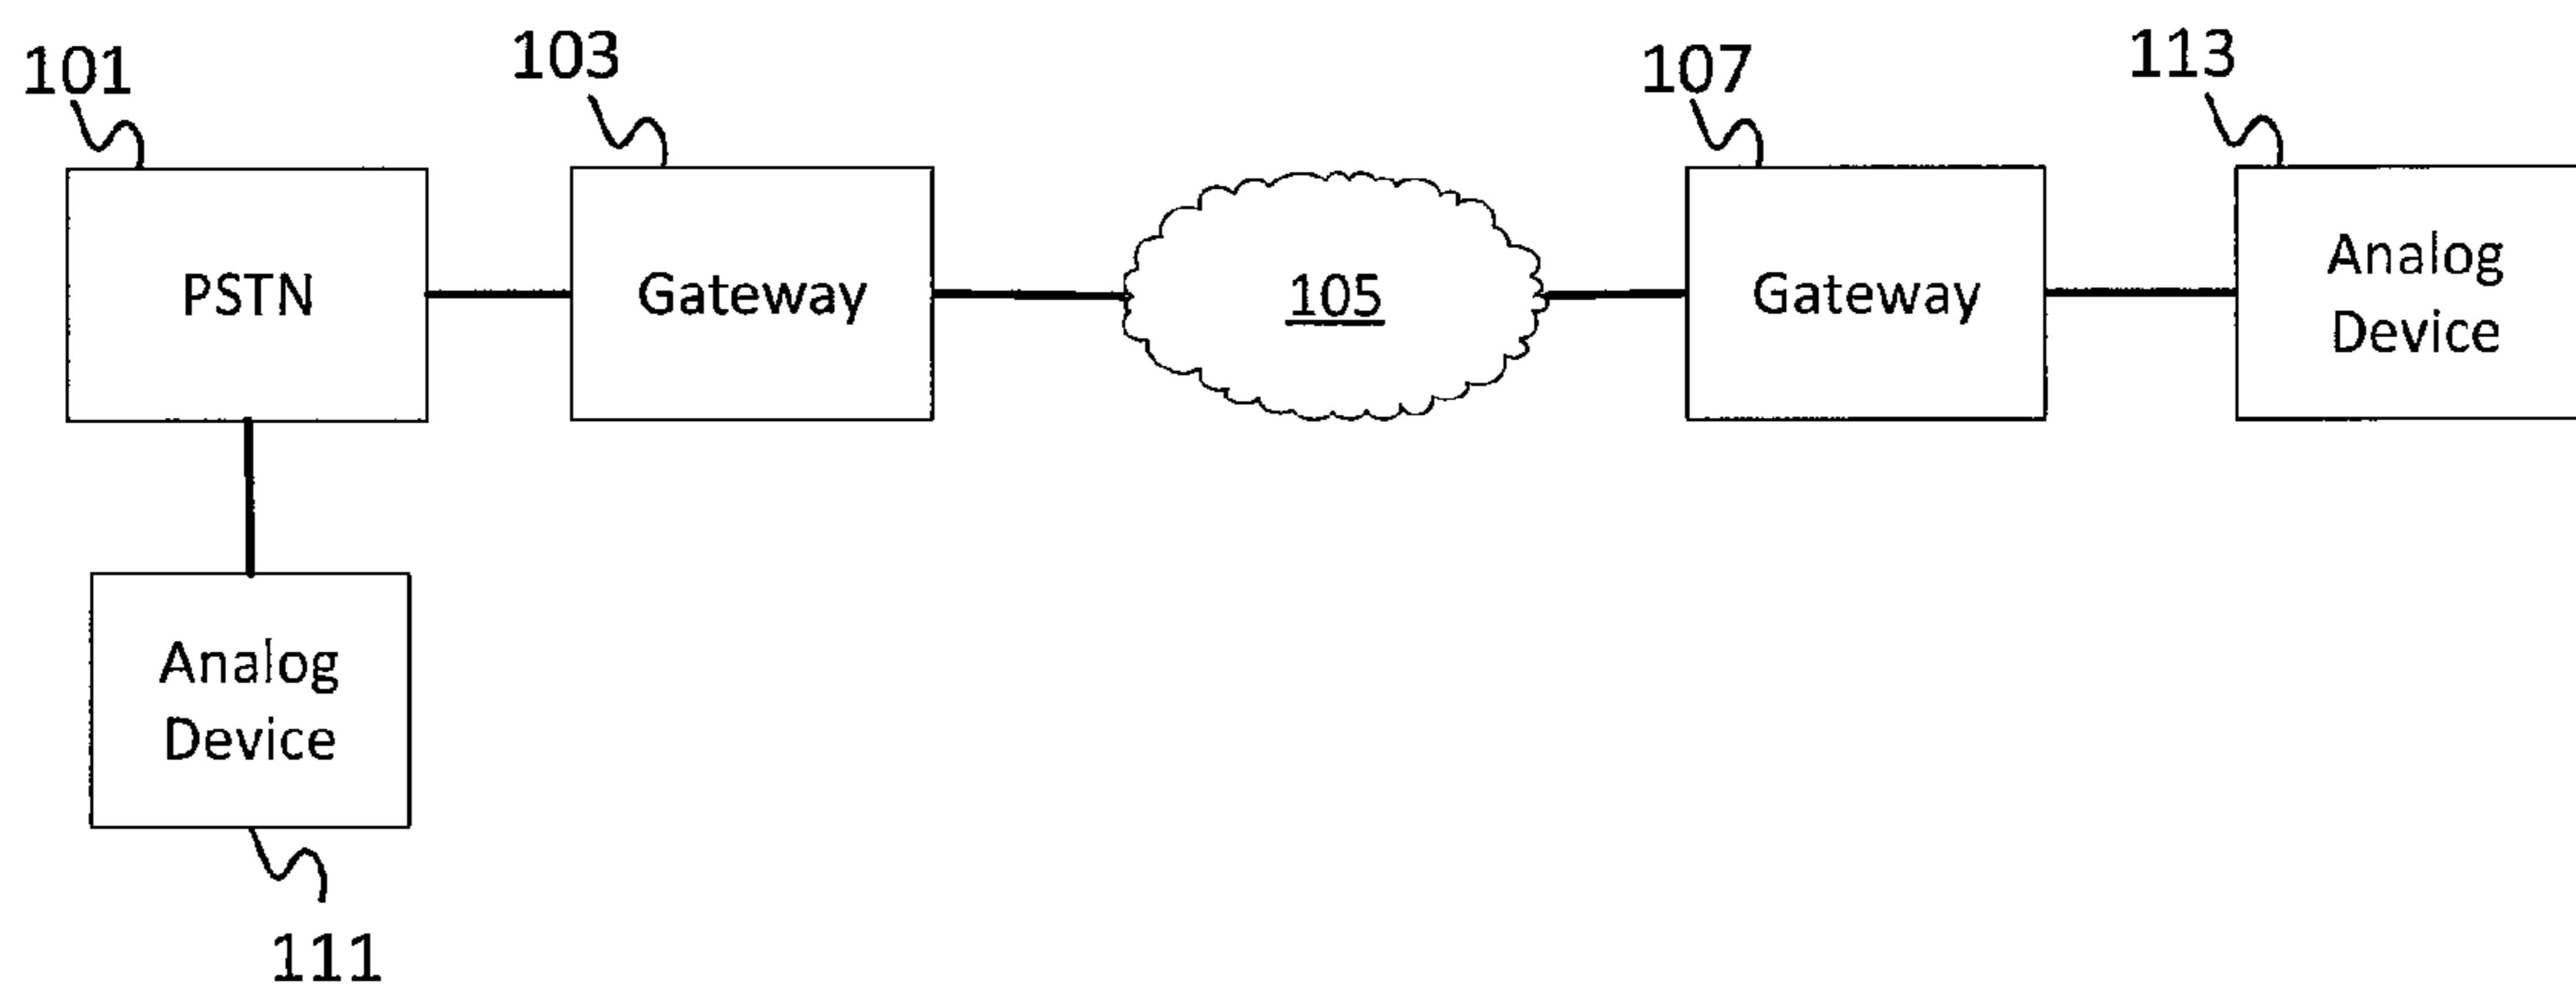 101
103
107
113
PSTN
Gateway
105
Gateway
Analog
Device
Analog
Device
111